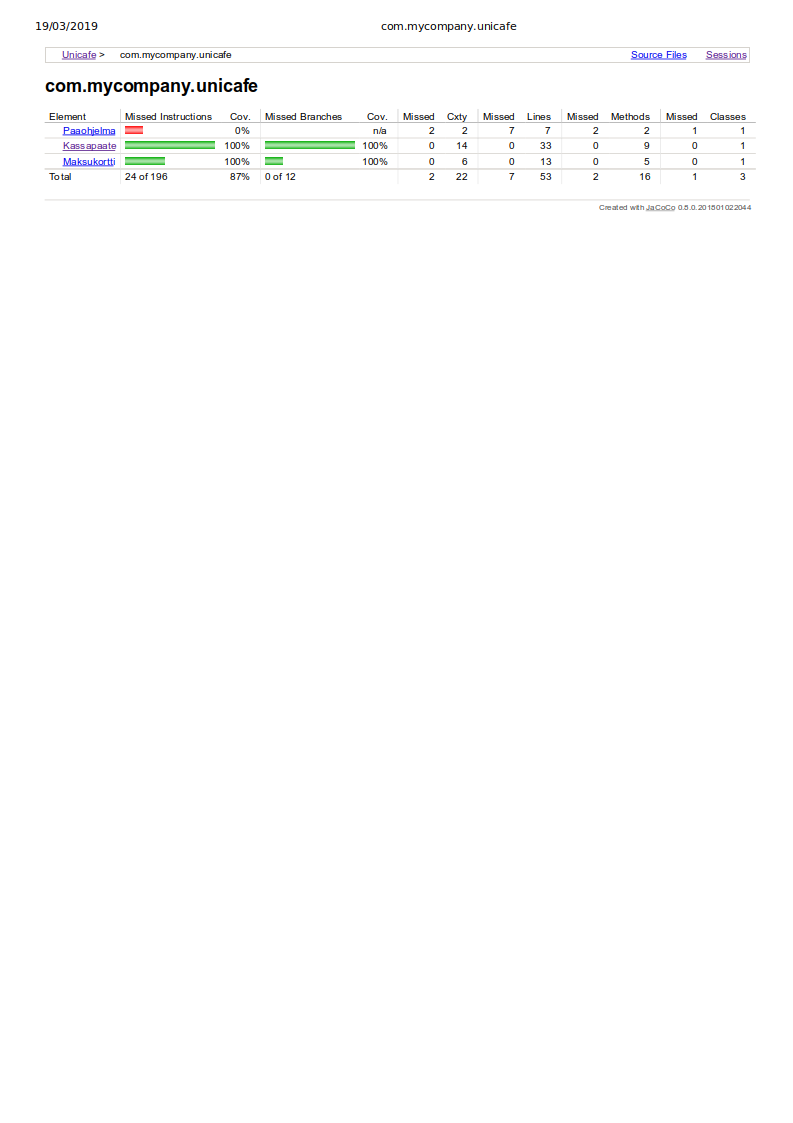 19/03/2019 com.mycompany.unicafe
Unicafe > com.mycompany.unicafe Source Files Sessions
com.mycompany.unicafe
Element Missed Instructions Cov. Missed Branches Cov. Missed Cxty Missed Lines Missed Methods Missed Classes
Paaohjelma 0% n/a 2 2 7 7 2 2 1 1
Kassapaate 100% 100% 0 14 0 33 0 9 0 1
Maksukortti 100% 100% 0 6 0 13 0 5 0 1
Total 24 of 196 87% 0 of 12 2 22 7 53 2 16 1 3
Created with JaCoCo 0.8.0.201801022044